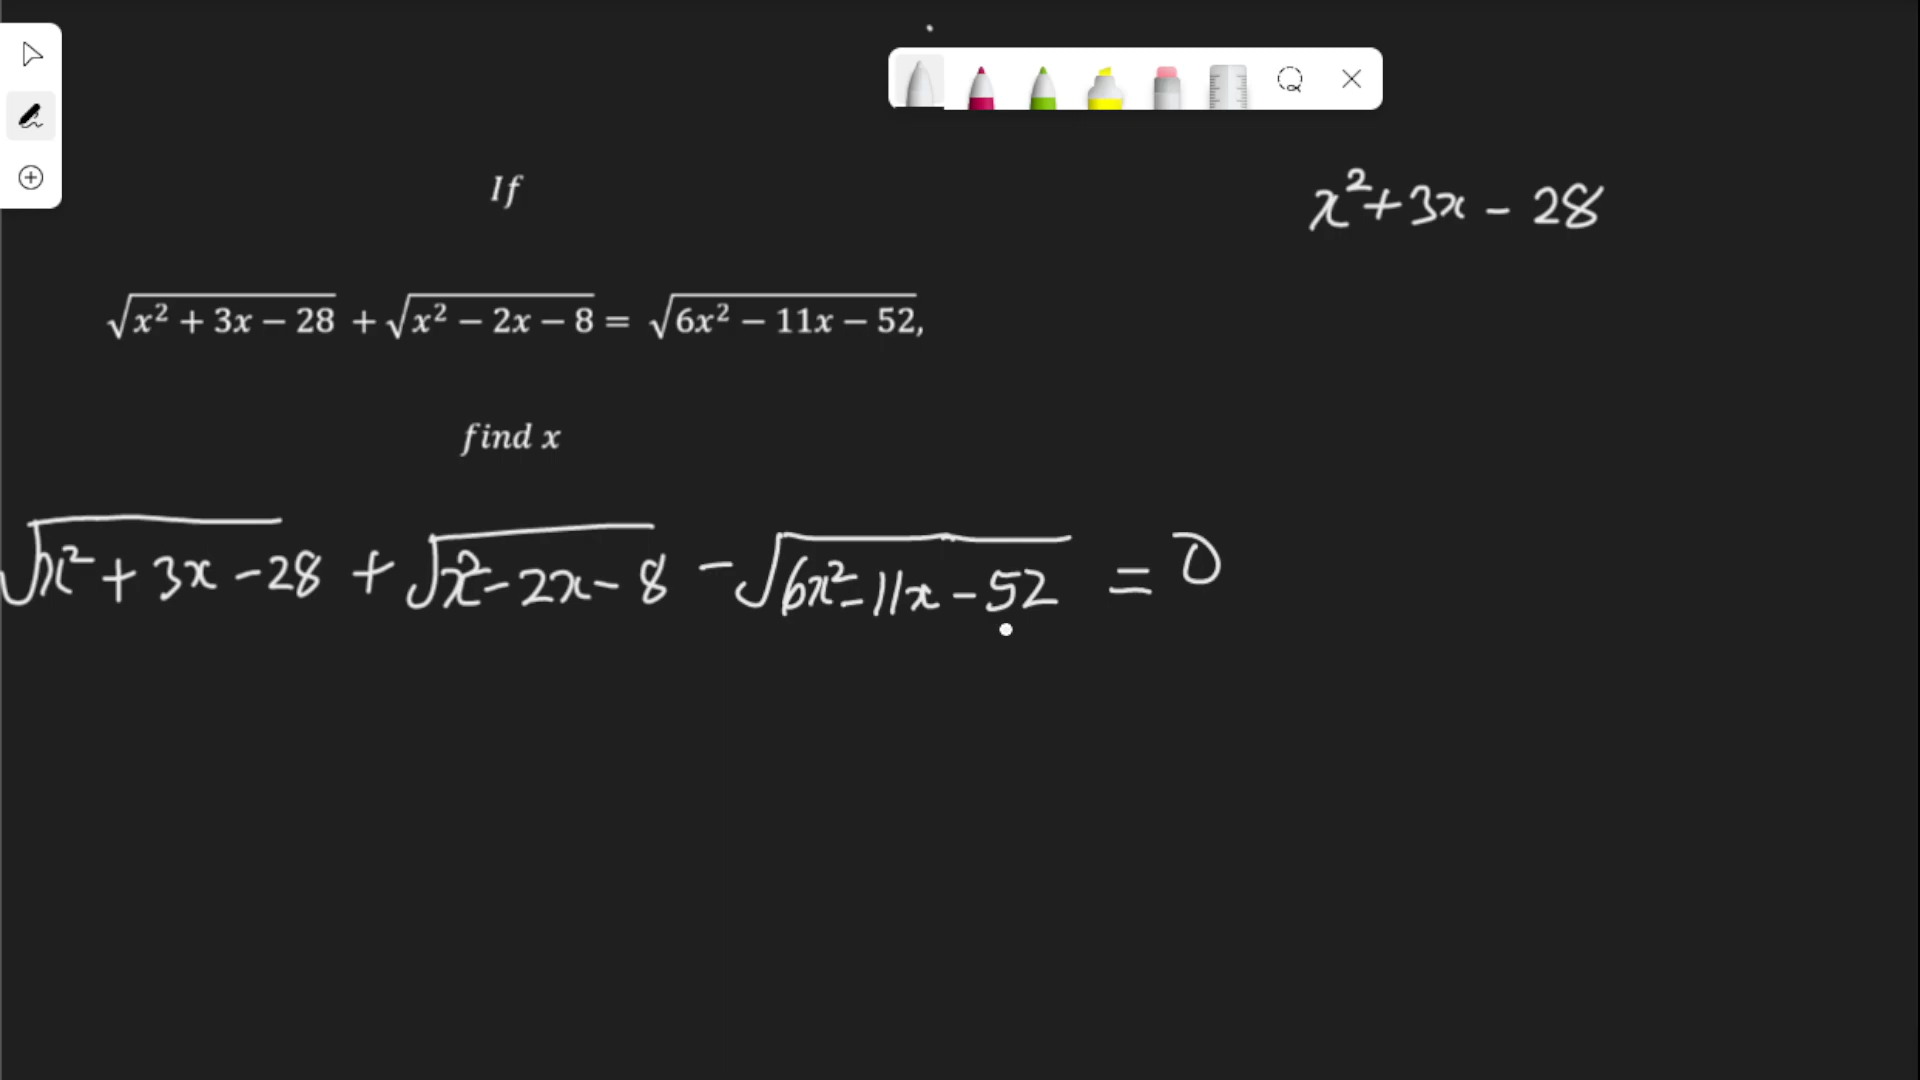 If
x² + 3x - 28
√(x² + 3x − 28) + √(x² − 2x − 8) = √(6x² − 11x − 52),
find x
√(x² + 3x - 28) + √(x² - 2x - 8) - √(6x² - 11x - 52) = 0